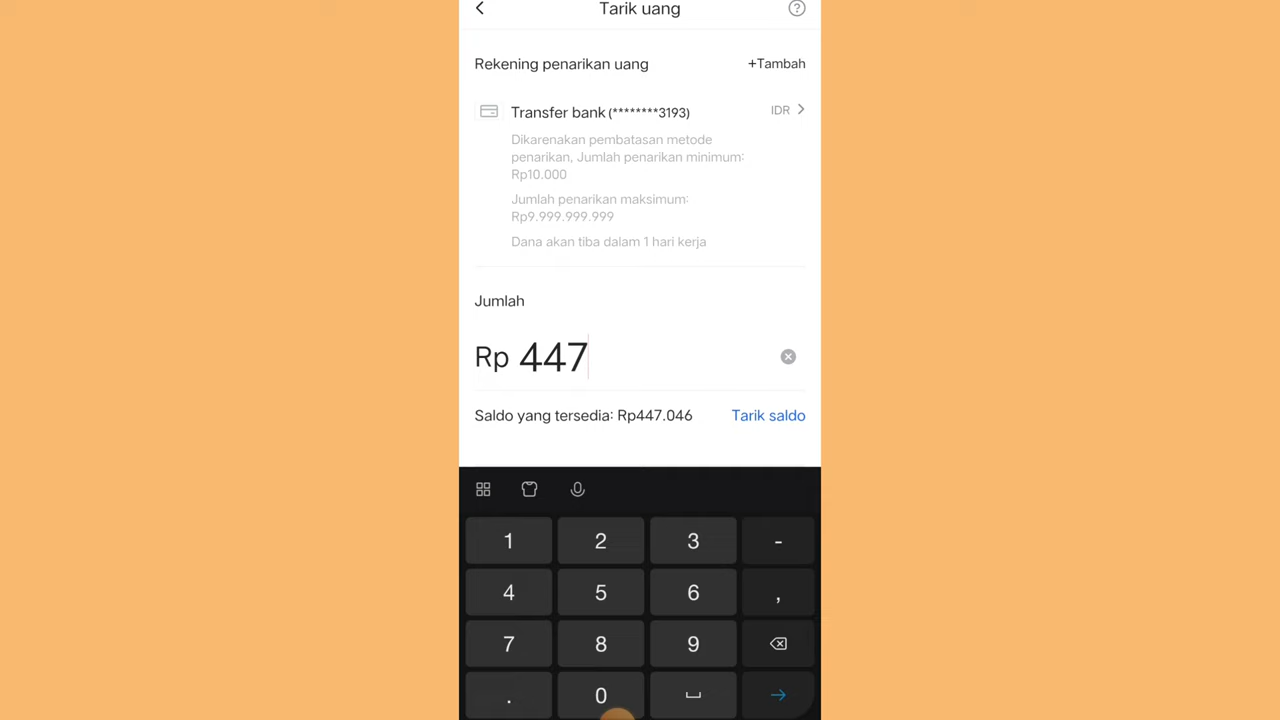 Tarik uang
Rekening penarikan uang +Tambah
Transfer bank (********3193) IDR
Dikarenakan pembatasan metode
penarikan, Jumlah penarikan minimum:
Rp10.000
Jumlah penarikan maksimum:
Rp9.999.999.999
Dana akan tiba dalam 1 hari kerja
Jumlah
Rp 447
Saldo yang tersedia: Rp447.046 Tarik saldo
1 2 3 -
4 5 6 ,
7 8 9
. 0